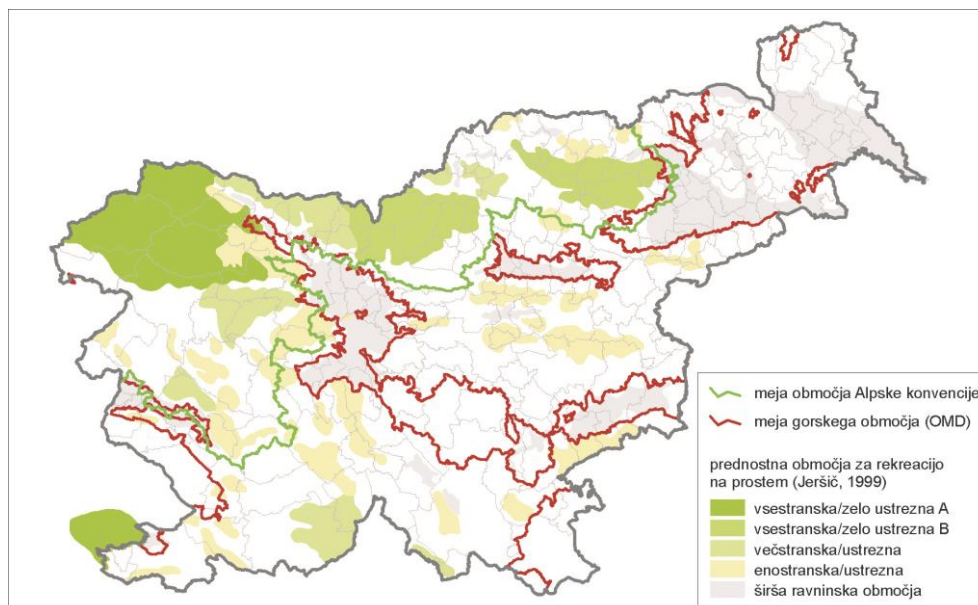 meja območja Alpske konvencije
meja gorskega območja (OMD)
prednostna območja za rekreacijo
na prostem (Jeršič, 1999)
vsestranska/zelo ustrezna A
vsestranska/zelo ustrezna B
večstranska/ustrezna
enostranska/ustrezna
širša ravninska območja